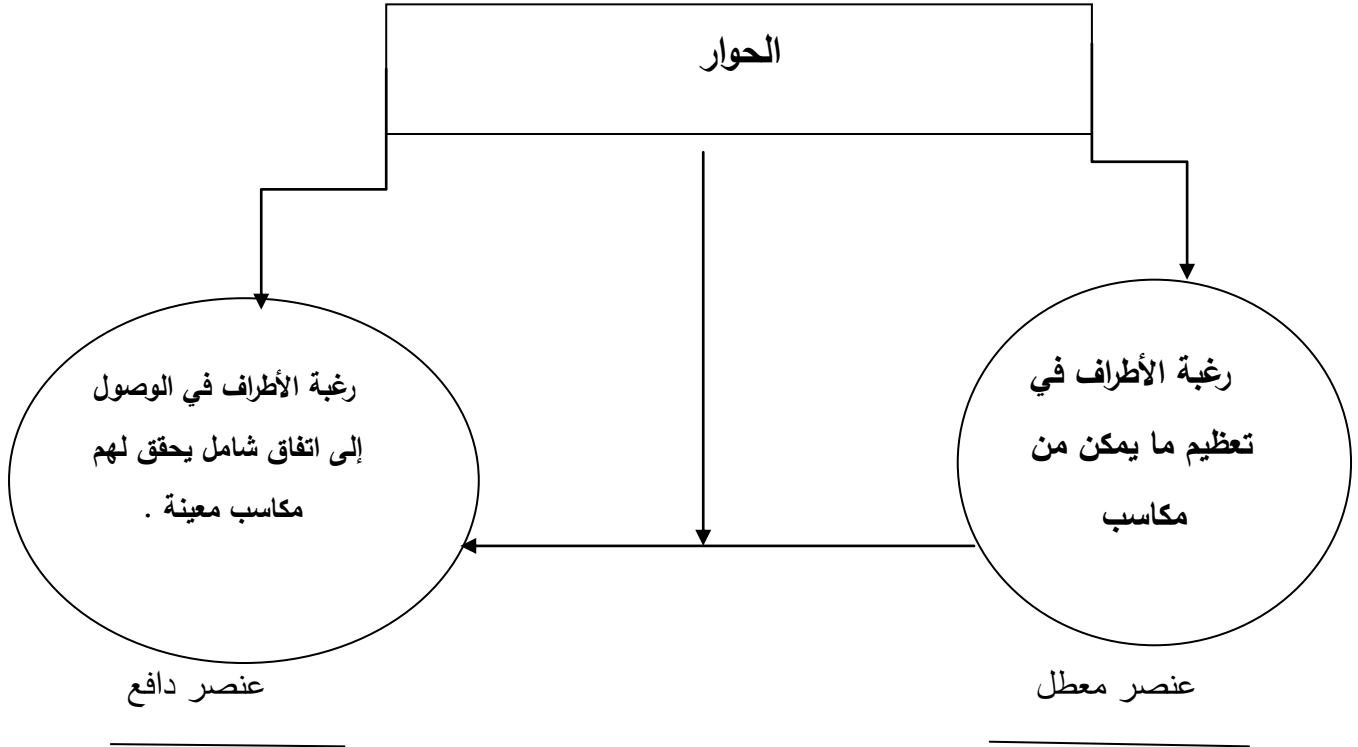 الحوار
رغبة الأطراف في
تعظيم ما يمكن من
مكاسب
رغبة الأطراف في الوصول
إلى اتفاق شامل يحقق لهم
مكاسب معينة .
عنصر معطل
عنصر دافع